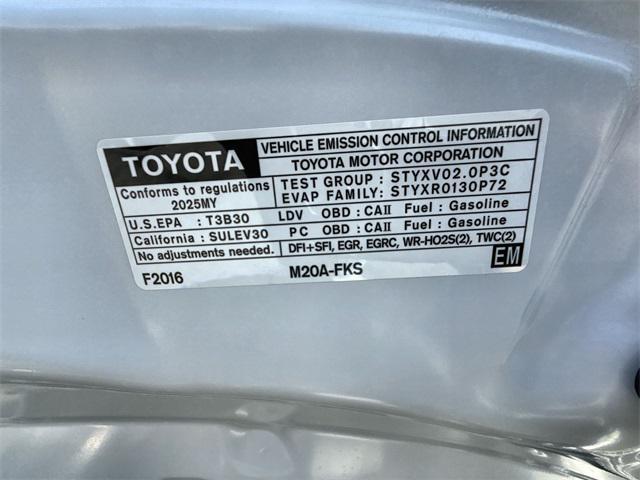 TOYOTA
VEHICLE EMISSION CONTROL INFORMATION
TOYOTA MOTOR CORPORATION
Conforms to regulations
2025MY
TEST GROUP : STYXV02.0P3C
EVAP FAMILY: STYXR0130P72
U.S.EPA : T3B30 LDV OBD : CAII Fuel : Gasoline
California : SULEV30 PC OBD : CAII Fuel : Gasoline
No adjustments needed. DFI+SFI, EGR, EGRC, WR-HO2S(2), TWC(2)
F2016 M20A-FKS EM